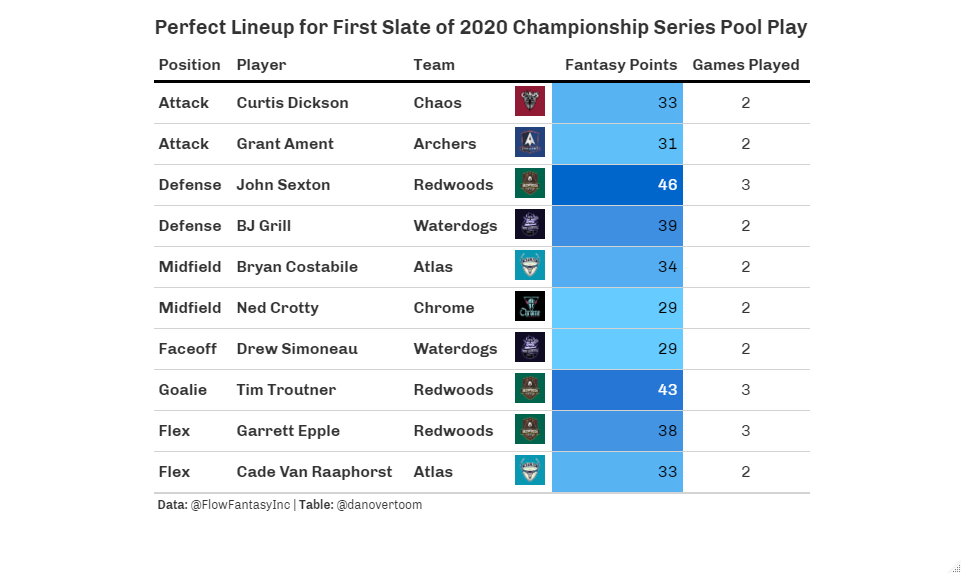 Perfect Lineup for First Slate of 2020 Championship Series Pool Play
Position Player Team Fantasy Points Games Played
Attack Curtis Dickson Chaos 33 2
Attack Grant Ament Archers 31 2
Defense John Sexton Redwoods 46 3
Defense BJ Grill Waterdogs 39 2
Midfield Bryan Costabile Atlas 34 2
Midfield Ned Crotty Chrome Chrome 29 2
Faceoff Drew Simoneau Waterdogs 29 2
Goalie Tim Troutner Redwoods 43 3
Flex Garrett Epple Redwoods 38 3
Flex Cade Van Raaphorst Atlas 33 2
Data: @FlowFantasyInc | Table: @danovertoom